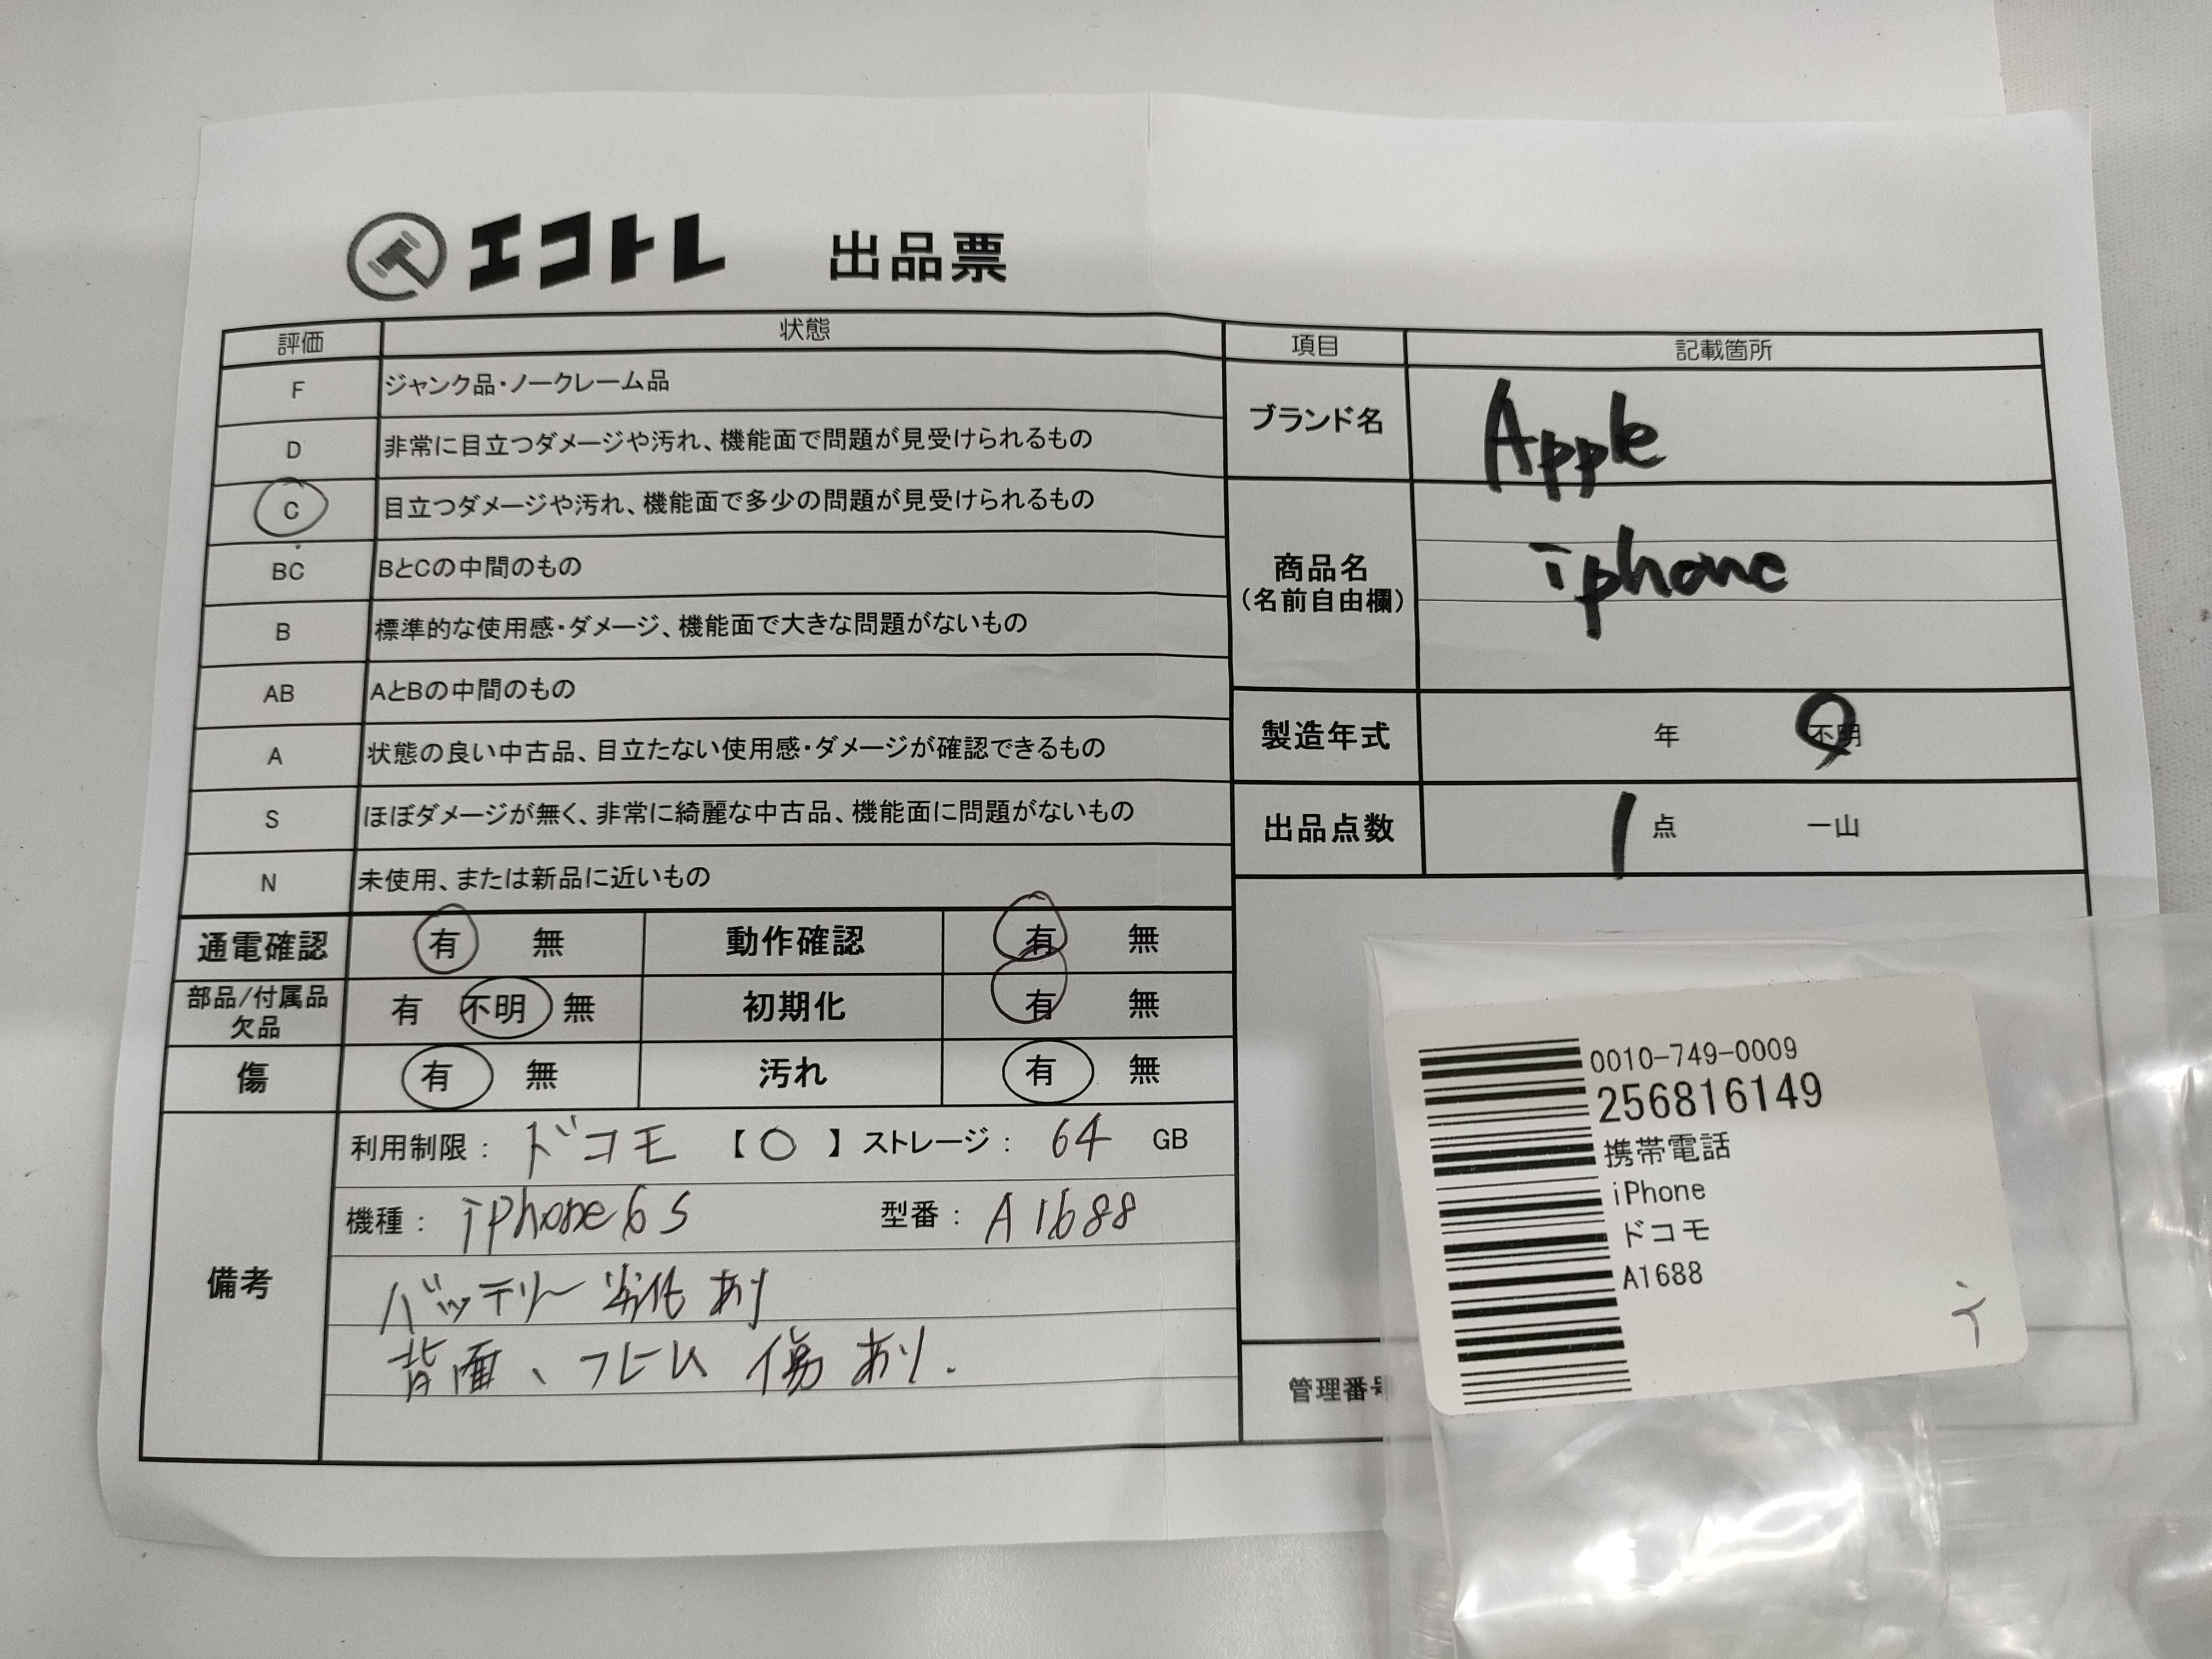 エコトレ 出品票
評価 状態
F ジャンク品・ノークレーム品
D 非常に目立つダメージや汚れ、機能面で問題が見受けられるもの
C 目立つダメージや汚れ、機能面で多少の問題が見受けられるもの
BC BとCの中間のもの
B 標準的な使用感・ダメージ、機能面で大きな問題がないもの
AB AとBの中間のもの
A 状態の良い中古品、目立たない使用感・ダメージが確認できるもの
S ほぼダメージが無く、非常に綺麗な中古品、機能面に問題がないもの
N 未使用、または新品に近いもの
通電確認 有 無 動作確認 有 無
部品/付属品
欠品 有 不明 無 初期化 有 無
傷 有 無 汚れ 有 無
備考
利用制限: ドコモ 【 〇 】 ストレージ: 64 GB
機種: iphone6s 型番: A1688
バッテリー劣化あり
背面、フレーム傷あり.
項目 記載箇所
ブランド名 Apple
商品名
(名前自由欄) iphone
製造年式 年 不明
出品点数 1 点 一山
管理番号
0010-749-0009
256816149
携帯電話
iPhone
ドコモ
A1688